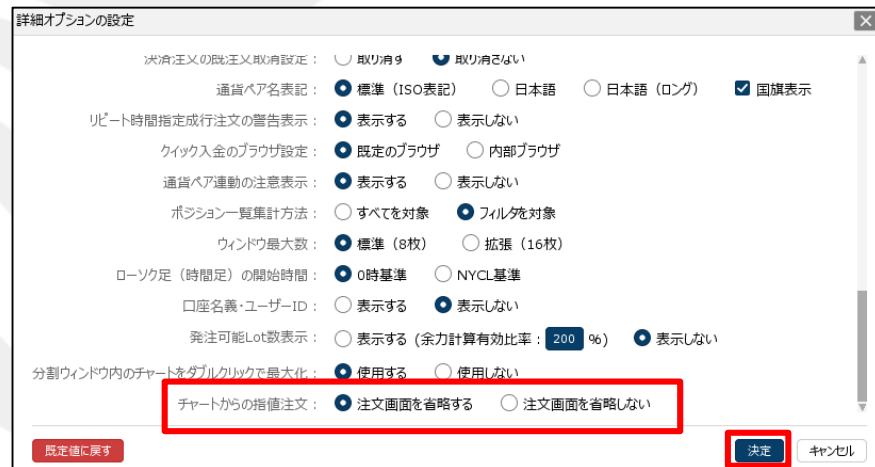 詳細オプションの設定
決済注文の既注文取消設定： 取り消す 取り消さない
通貨ペア名表記： 標準（ISO表記） 日本語 日本語（ロング） 国旗表示
リピート時間指定成行注文の警告表示： 表示する 表示しない
クイック入金のブラウザ設定： 既定のブラウザ 内部ブラウザ
通貨ペア連動の注意表示： 表示する 表示しない
ポジション一覧集計方法： すべてを対象 フィルタを対象
ウィンドウ最大数： 標準（8枚） 拡張（16枚）
ローソク足（時間足）の開始時間： 0時基準 NYCL基準
口座名義・ユーザーID： 表示する 表示しない
発注可能Lot数表示： 表示する (余力計算有効比率： 200 %) 表示しない
分割ウィンドウ内のチャートをダブルクリックで最大化： 使用する 使用しない
チャートからの指値注文： 注文画面を省略する 注文画面を省略しない
既定値に戻す 決定 キャンセル